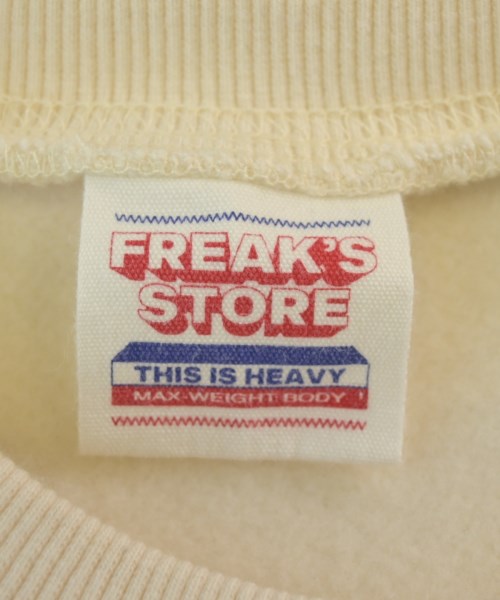 FREAK'S
STORE
THIS IS HEAVY
MAX-WEIGHT BODY !